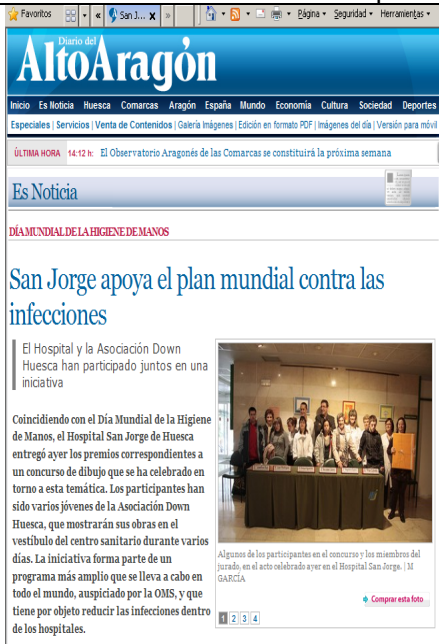 Favoritos « San J... x » Página Seguridad Herramientas
Diario del
AltoAragón
Inicio Es Noticia Huesca Comarcas Aragón España Mundo Economía Cultura Sociedad Deportes
Especiales | Servicios | Venta de Contenidos | Galería Imágenes | Edición en formato PDF | Imágenes del día | Versión para móvil
ÚLTIMA HORA 14:12 h: El Observatorio Aragonés de las Comarcas se constituirá la próxima semana
Es Noticia
DÍA MUNDIAL DE LA HIGIENE DE MANOS
San Jorge apoya el plan mundial contra las
infecciones
El Hospital y la Asociación Down
Huesca han participado juntos en una
iniciativa
Coincidiendo con el Día Mundial de la Higiene
de Manos, el Hospital San Jorge de Huesca
entregó ayer los premios correspondientes a
un concurso de dibujo que se ha celebrado en
torno a esta temática. Los participantes han
sido varios jóvenes de la Asociación Down
Huesca, que mostrarán sus obras en el
vestíbulo del centro sanitario durante varios
días. La iniciativa forma parte de un
programa más amplio que se lleva a cabo en
todo el mundo, auspiciado por la OMS, y que
tiene por objeto reducir las infecciones dentro
de los hospitales.
Algunos de los participantes en el concurso y los miembros del
jurado, en el acto celebrado ayer en el Hospital San Jorge. | M
GARCÍA
Comprar esta foto
1 2 3 4